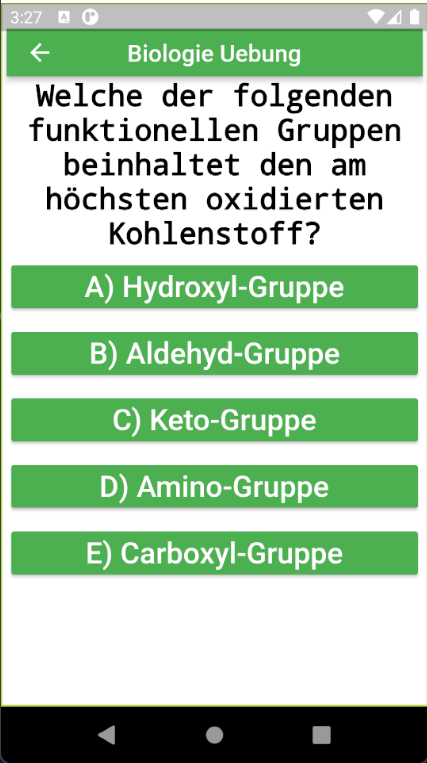 3:27
Biologie Uebung
Welche der folgenden
funktionellen Gruppen
beinhaltet den am
höchsten oxidierten
Kohlenstoff?
A) Hydroxyl-Gruppe
B) Aldehyd-Gruppe
C) Keto-Gruppe
D) Amino-Gruppe
E) Carboxyl-Gruppe